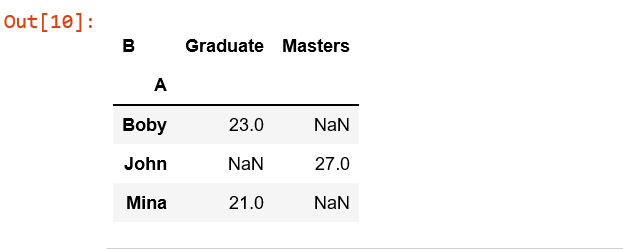 Out[10]:
B Graduate Masters
A
Boby 23.0 NaN
John NaN 27.0
Mina 21.0 NaN